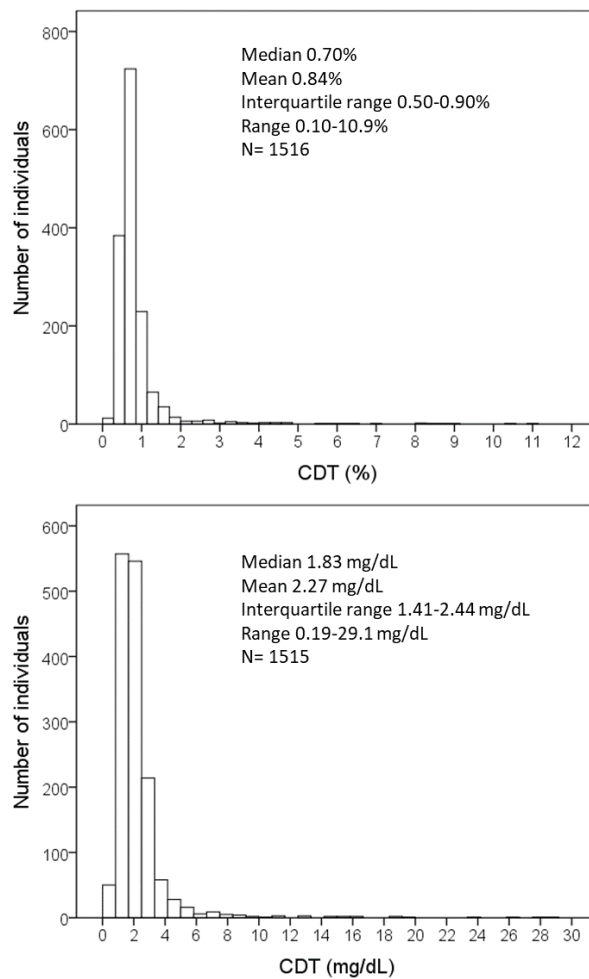 800
600
400
200
0
Number of individuals
Median 0.70%
Mean 0.84%
Interquartile range 0.50-0.90%
Range 0.10-10.9%
N= 1516
0 1 2 3 4 5 6 7 8 9 10 11 12
CDT (%)
600
500
400
300
200
100
0
Number of individuals
Median 1.83 mg/dL
Mean 2.27 mg/dL
Interquartile range 1.41-2.44 mg/dL
Range 0.19-29.1 mg/dL
N= 1515
0 2 4 6 8 10 12 14 16 18 20 22 24 26 28 30
CDT (mg/dL)